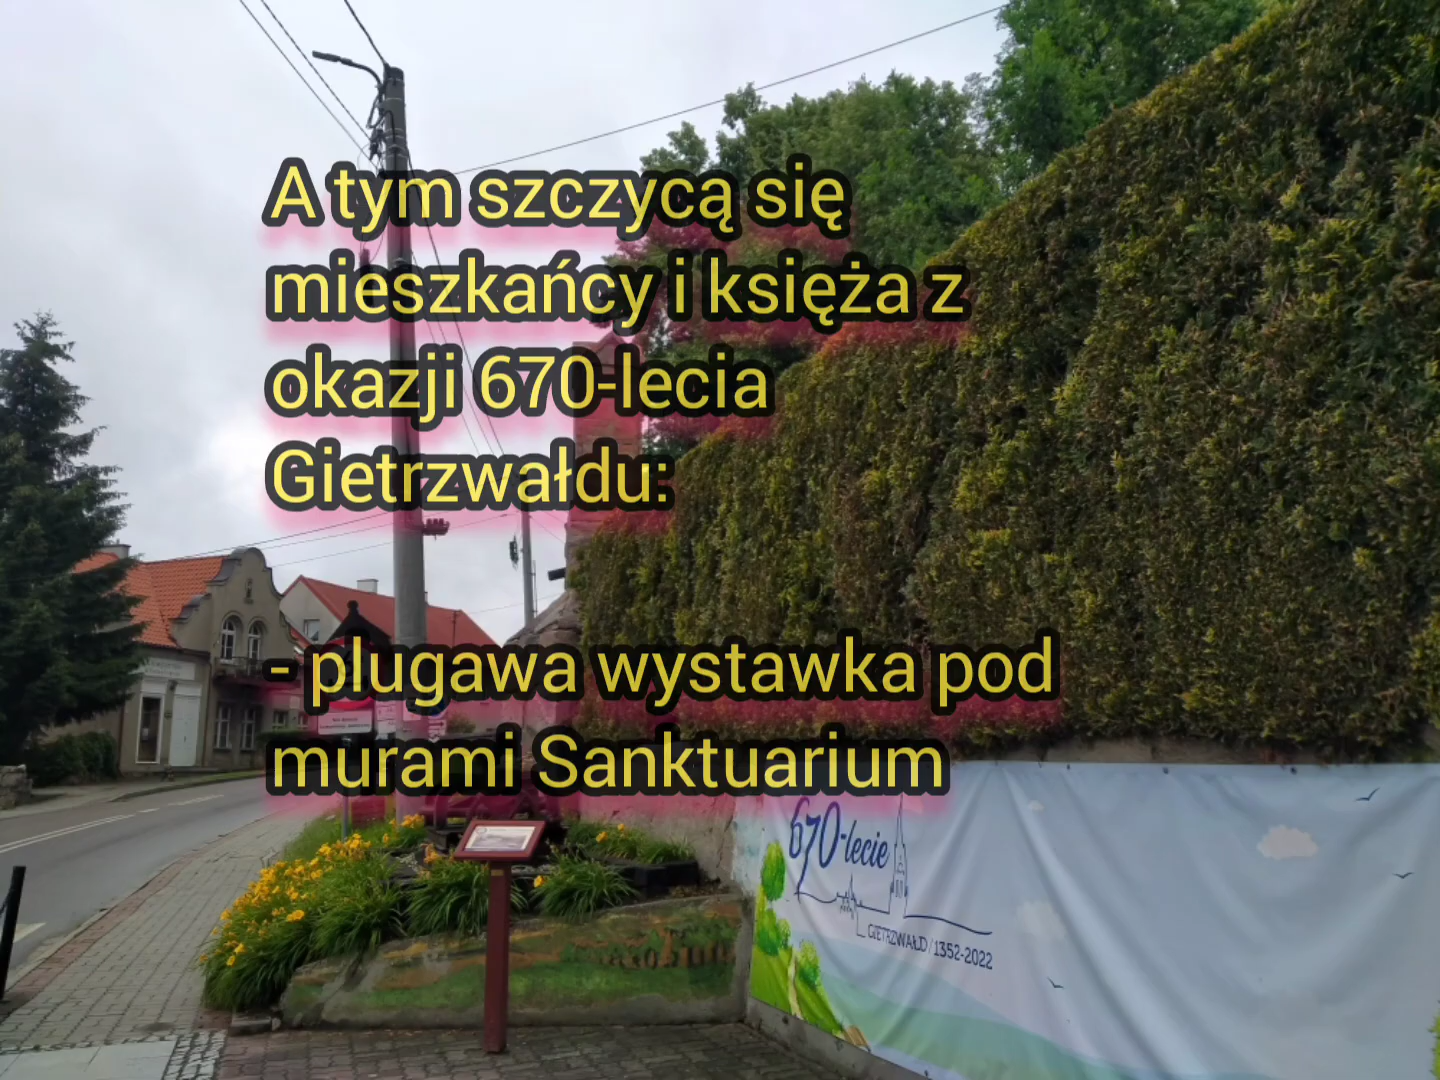 A tym szczycą się
mieszkańcy i księża z
okazji 670-lecia
Gietrzwałdu:
- plugawa wystawka pod
murami Sanktuarium
670-lecie
GIETRZWAŁD / 1352-2022